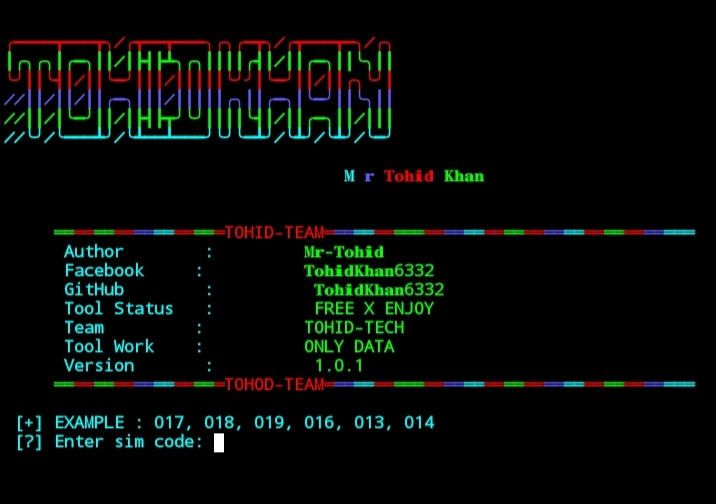 TOHIDKHAN
M r Tohid Khan
TOHID-TEAM
Author : Mr-Tohid
Facebook : TohidKhan6332
GitHub : TohidKhan6332
Tool Status : FREE X ENJOY
Team : TOHID-TECH
Tool Work : ONLY DATA
Version : 1.0.1
TOHOD-TEAM
[+] EXAMPLE : 017, 018, 019, 016, 013, 014
[?] Enter sim code: